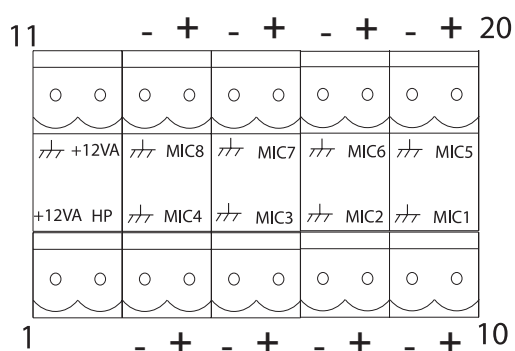 11 - + - + - + - + 20
+12VA MIC8 MIC7 MIC6 MIC5
+12VA HP MIC4 MIC3 MIC2 MIC1
1 - + - + - + - + 10